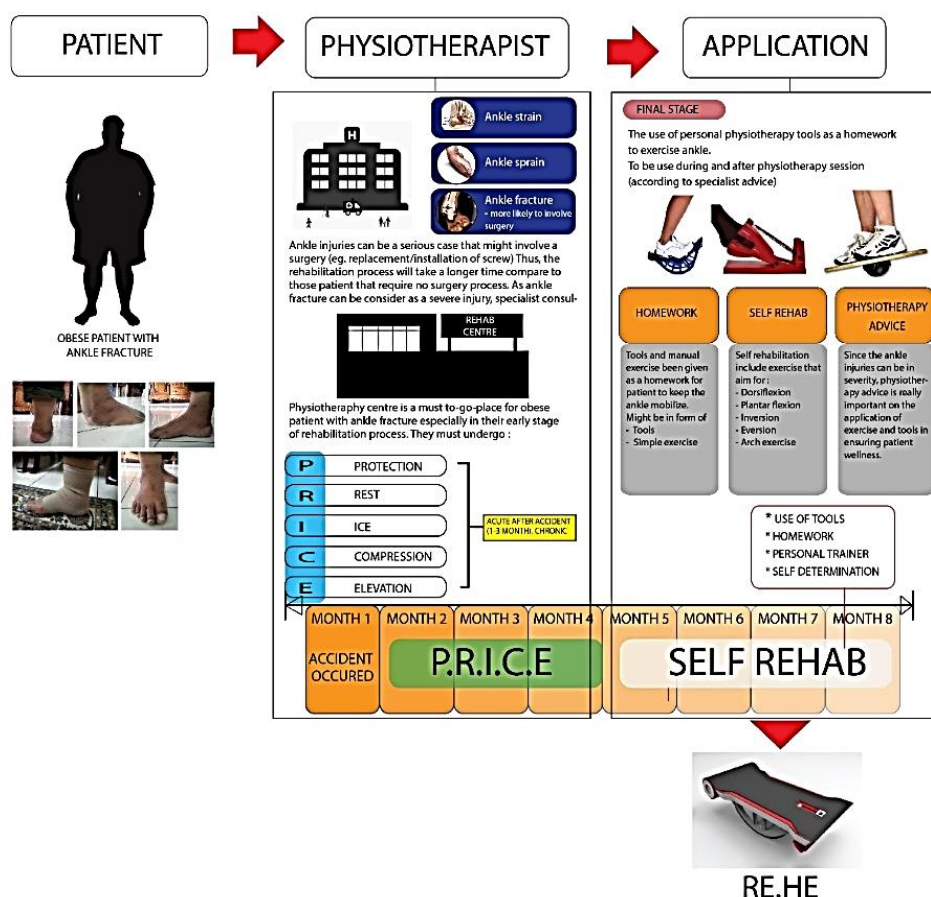 PATIENT
PHYSIOTHERAPIST
APPLICATION
OBESE PATIENT WITH
ANKLE FRACTURE
H
Ankle strain
Ankle sprain
Ankle fracture
- more likely to involve
surgery
Ankle injuries can be a serious case that might involve a
surgery (eg. replacement/installation of screw) Thus, the
rehabilitation process will take a longer time compare to
those patient that require no surgery process. As ankle
fracture can be consider as a severe injury, specialist consul-
REHAB
CENTRE
Physiotheraphy centre is a must to-go-place for obese
patient with ankle fracture especially in their early stage
of rehabilitation process. They must undergo :
P PROTECTION
R REST
I ICE
C COMPRESSION
E ELEVATION
ACUTE AFTER ACCIDENT
(1-3 MONTH), CHRONIC
FINAL STAGE
The use of personal physiotherapy tools as a homework
to exercise ankle.
To be use during and after physiotherapy session
(according to specialist advice)
HOMEWORK
Tools and manual
exercise been given
as a homework for
patient to keep the
ankle mobilize.
Might be in form of
- Tools
- Simple exercise
SELF REHAB
Self rehabilitation
include exercise that
aim for :
- Dorsiflexion
- Plantar flexion
- Inversion
- Eversion
- Arch exercise
PHYSIOTHERAPY
ADVICE
Since the ankle
injuries can be in
severity, physiother-
apy advice is really
important on the
application of
exercise and tools in
ensuring patient
wellness.
* USE OF TOOLS
* HOMEWORK
* PERSONAL TRAINER
* SELF DETERMINATION
MONTH 1 MONTH 2 MONTH 3 MONTH 4 MONTH 5 MONTH 6 MONTH 7 MONTH 8
ACCIDENT
OCCURED
P.R.I.C.E
SELF REHAB
RE.HE